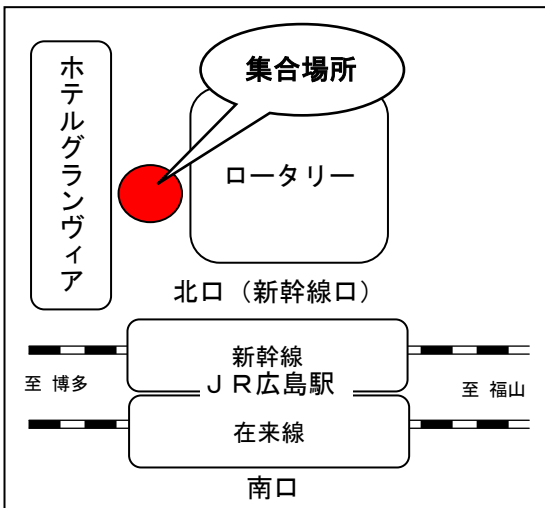 集合場所
ホテルグランヴィア
ロータリー
北口（新幹線口）
新幹線
ＪＲ広島駅
至 博多
至 福山
在来線
南口